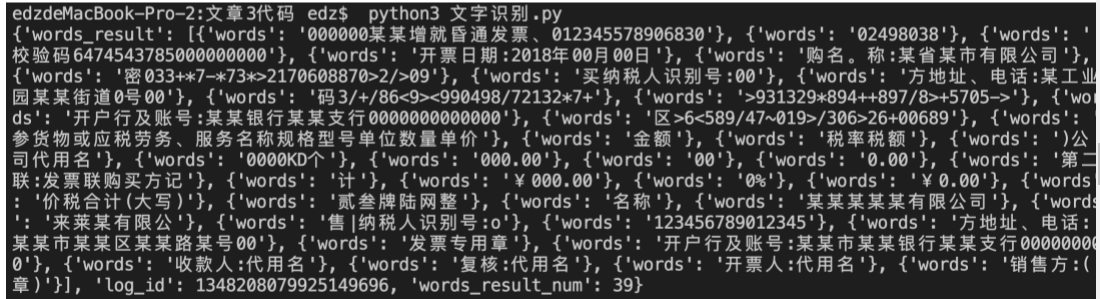 edzdeMacBook-Pro-2:文章3代码 edz$  python3 文字识别.py
{'words_result': [{'words': '000000某某增就昏通发票、012345578906830'}, {'words': '02498038'}, {'words': '
校验码6474543785000000000'}, {'words': '开票日期:2018年00月00日'}, {'words': '购名。称:某省某市有限公司'},
{'words': '密033+*7-*73*>2170608870>2/>09'}, {'words': '买纳税人识别号:00'}, {'words': '方地址、电话:某工业
园某某街道0号00'}, {'words': '码3/+/86<9><990498/72132*7+'}, {'words': '>931329*894++897/8>+5705->'}, {'wor
ds': '开户行及账号:某某银行某某支行0000000000000'}, {'words': '区>6<589/47~019>/306>26+00689'}, {'words': '
参货物或应税劳务、服务名称规格型号单位数量单价'}, {'words': '金额'}, {'words': '税率税额'}, {'words': ')公
司代用名'}, {'words': '0000KD个'}, {'words': '000.00'}, {'words': '00'}, {'words': '0.00'}, {'words': '第二
联:发票联购买方记'}, {'words': '计'}, {'words': '¥000.00'}, {'words': '0%'}, {'words': '¥0.00'}, {'words'
: '价税合计(大写)'}, {'words': '贰叁牌陆网整'}, {'words': '名称'}, {'words': '某某某某某有限公司'}, {'words
': '来莱某有限公'}, {'words': '售|纳税人识别号:o'}, {'words': '123456789012345'}, {'words': '方地址、电话:
某某市某某区某某路某号00'}, {'words': '发票专用章'}, {'words': '开户行及账号:某某市某某银行某某支行00000000
0'}, {'words': '收款人:代用名'}, {'words': '复核:代用名'}, {'words': '开票人:代用名'}, {'words': '销售方:(
章)'}], 'log_id': 1348208079925149696, 'words_result_num': 39}